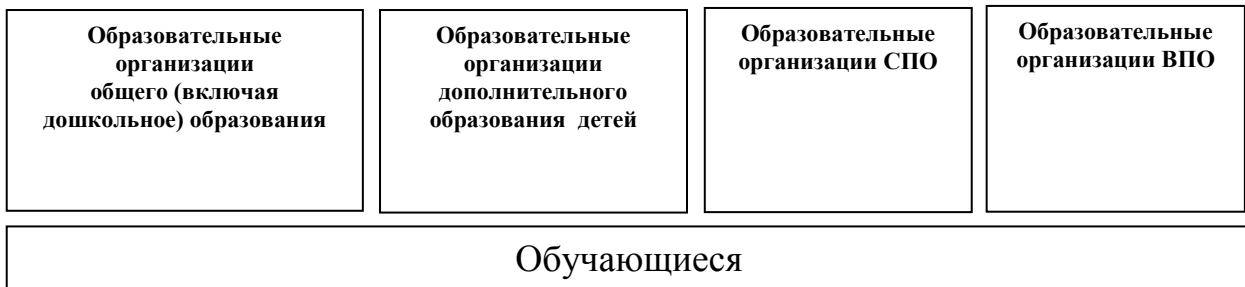 Образовательные
организации
общего (включая
дошкольное) образования
Образовательные
организации
дополнительного
образования детей
Образовательные
организации СПО
Образовательные
организации ВПО
Обучающиеся